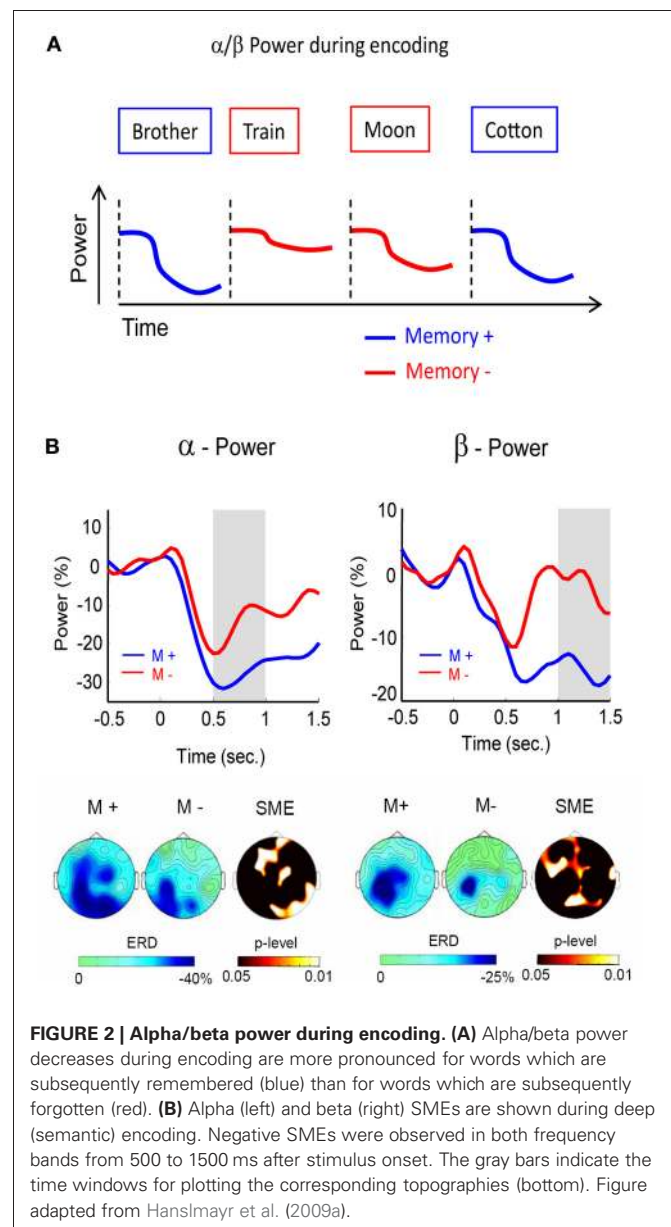 A
α/β Power during encoding
Brother Train Moon Cotton
Power
Time
Memory +
Memory -
B
α - Power β - Power
10
0
-10
-20
-30
Power (%)
M +
M -
-0.5 0 0.5 1 1.5
Time (sec.)
10
0
-10
-20
Power (%)
M +
M -
-0.5 0 0.5 1 1.5
Time (sec.)
M + M - SME M+ M- SME
ERD p-level ERD p-level
0 -40% 0.05 0.01 0 -25% 0.05 0.01
FIGURE 2 | Alpha/beta power during encoding. (A) Alpha/beta power
decreases during encoding are more pronounced for words which are
subsequently remembered (blue) than for words which are subsequently
forgotten (red). (B) Alpha (left) and beta (right) SMEs are shown during deep
(semantic) encoding. Negative SMEs were observed in both frequency
bands from 500 to 1500 ms after stimulus onset. The gray bars indicate the
time windows for plotting the corresponding topographies (bottom). Figure
adapted from Hanslmayr et al. (2009a).